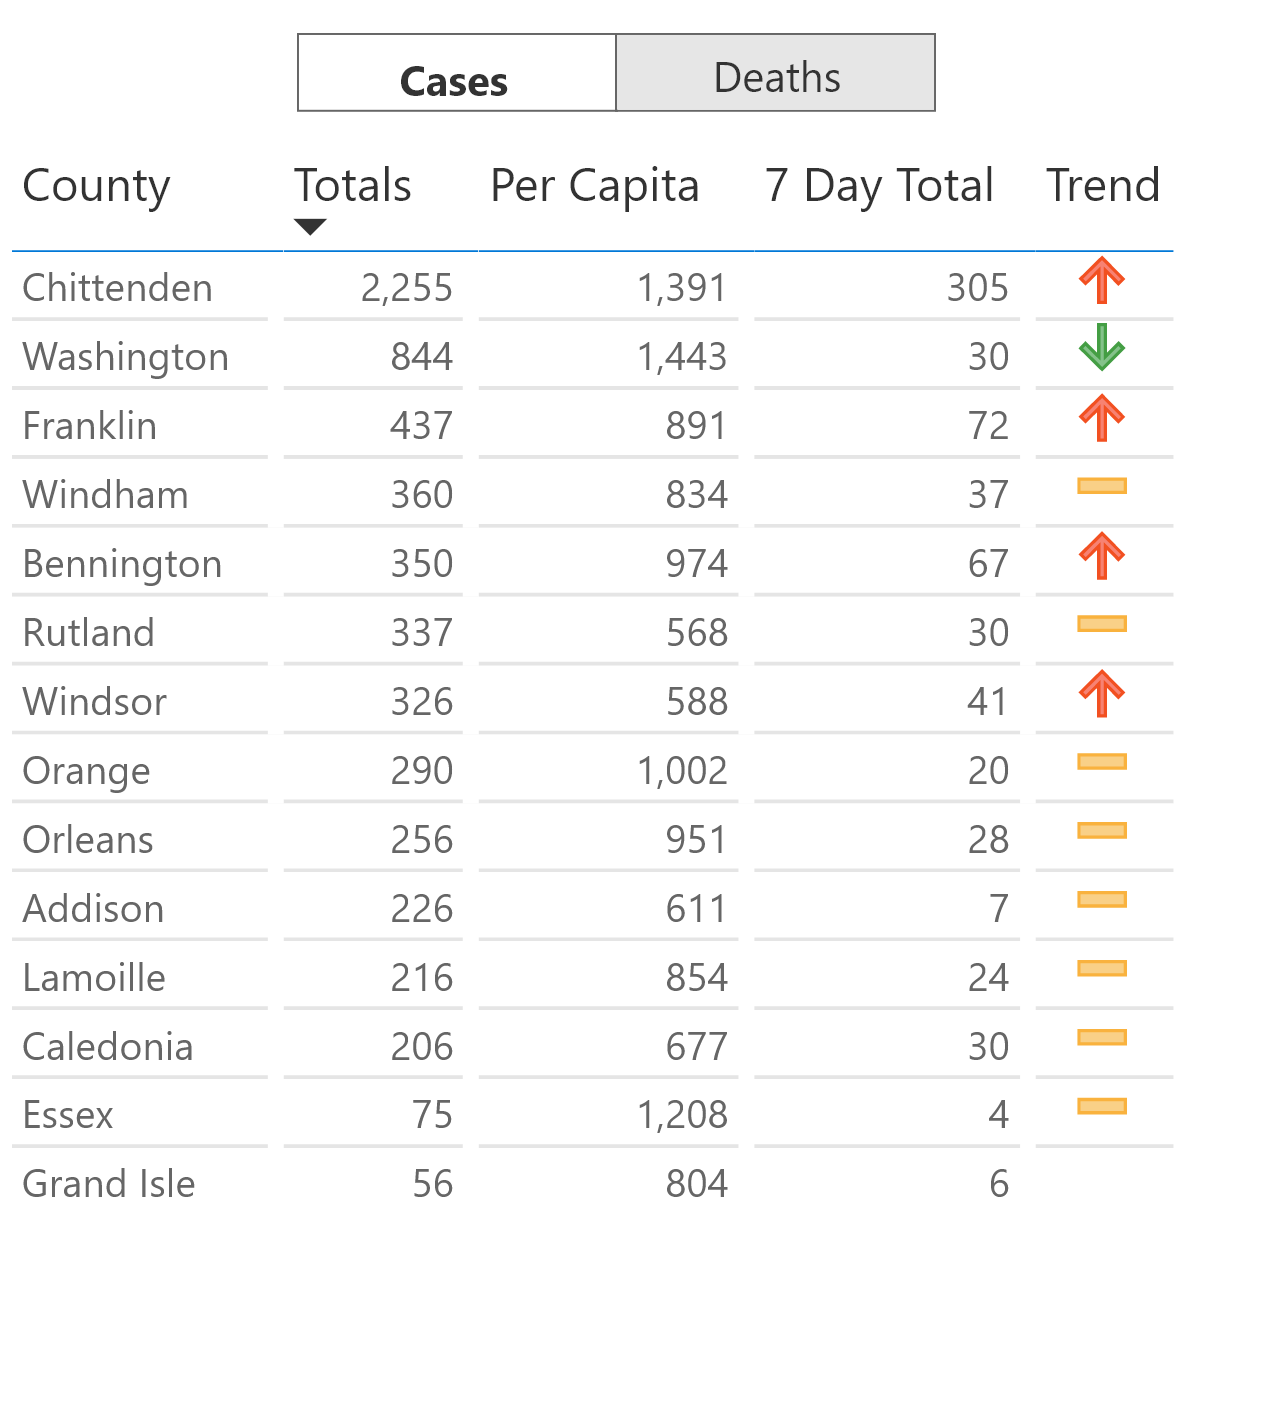 Cases Deaths
County Totals Per Capita 7 Day Total Trend
Chittenden 2,255 1,391 305
Washington 844 1,443 30
Franklin 437 891 72
Windham 360 834 37
Bennington 350 974 67
Rutland 337 568 30
Windsor 326 588 41
Orange 290 1,002 20
Orleans 256 951 28
Addison 226 611 7
Lamoille 216 854 24
Caledonia 206 677 30
Essex 75 1,208 4
Grand Isle 56 804 6